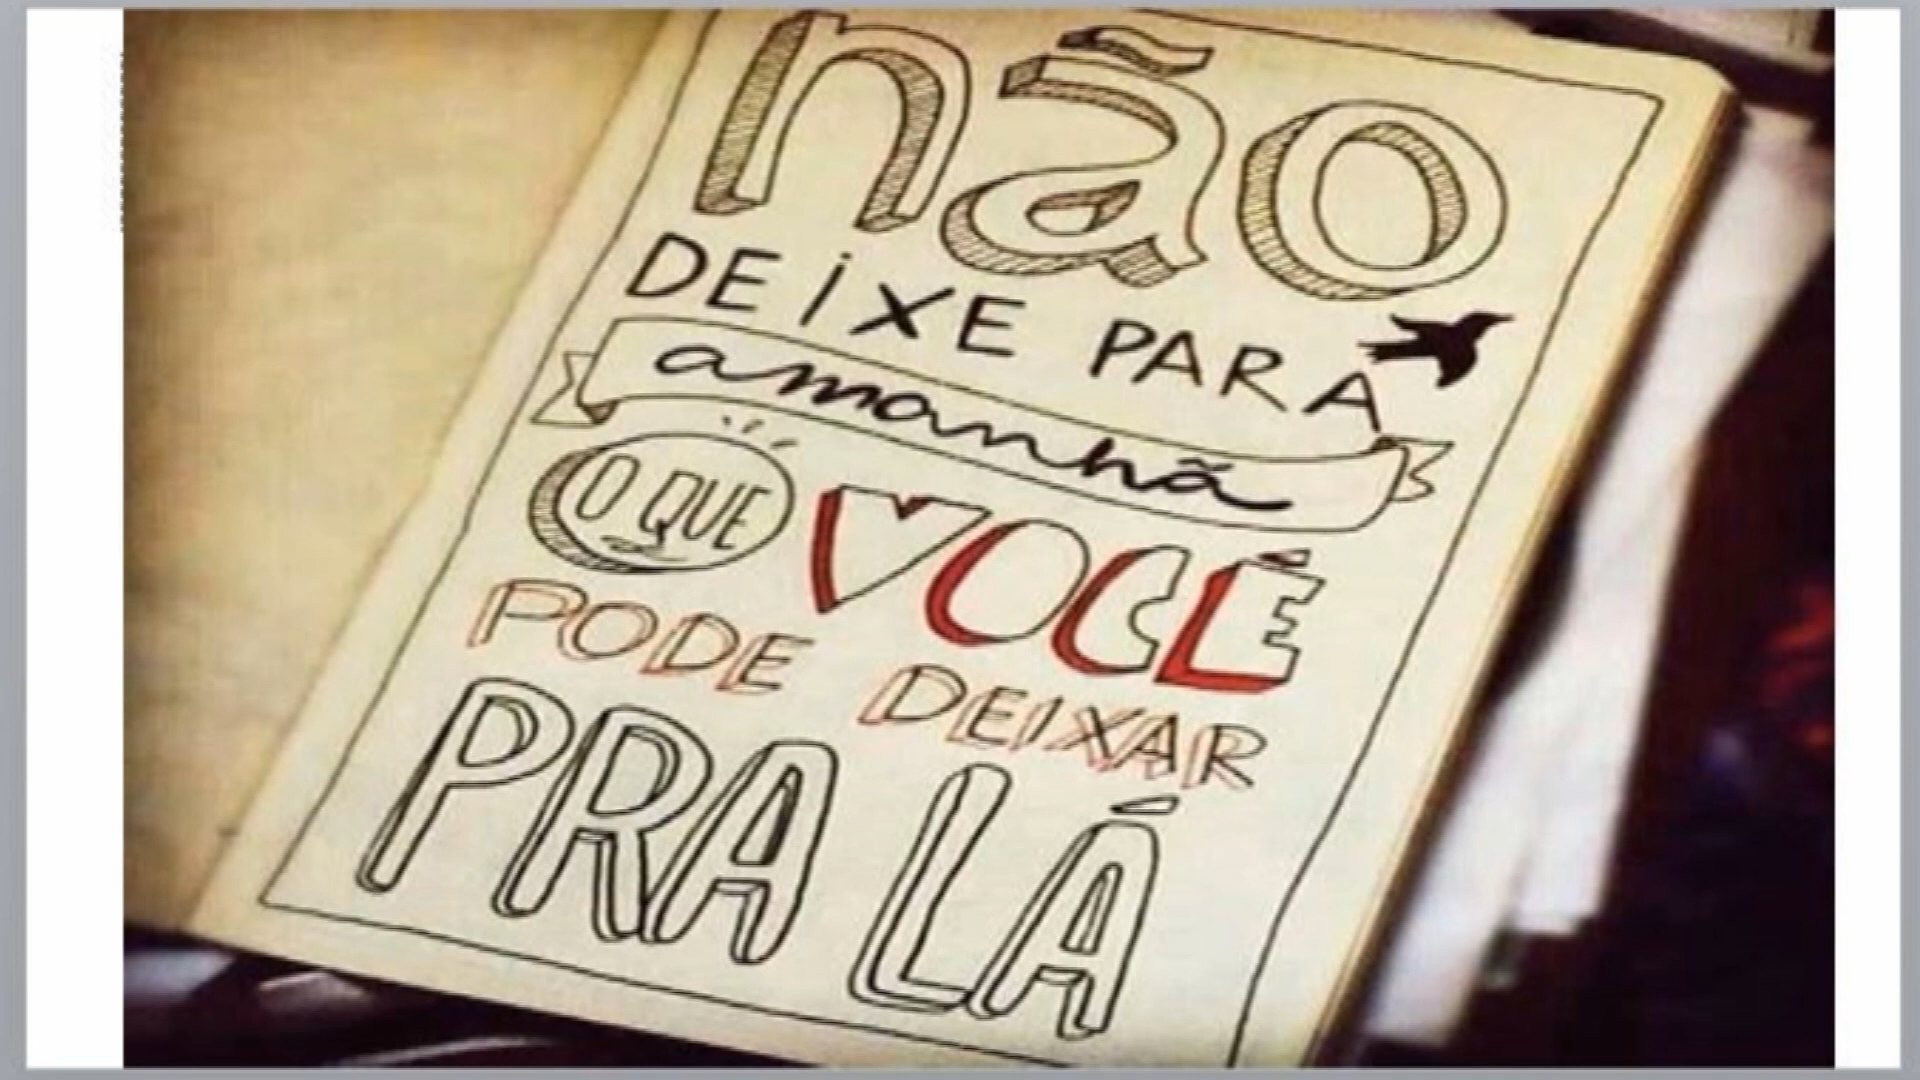 não
DEiXE PARA
amanhã
O QUE VOCÊ
PODE DEIXAR
PRA LÁ